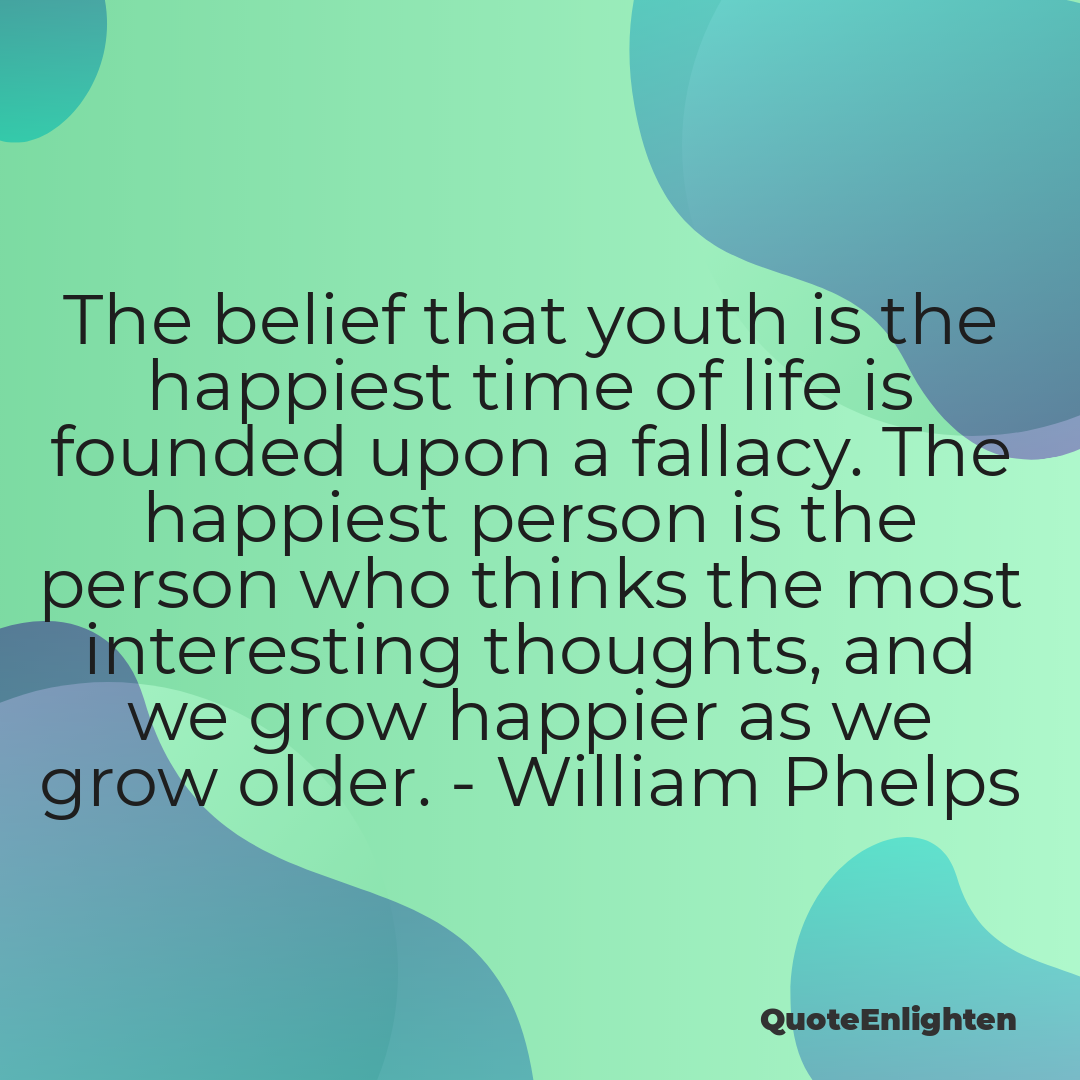 The belief that youth is the
happiest time of life is
founded upon a fallacy. The
happiest person is the
person who thinks the most
interesting thoughts, and
we grow happier as we
grow older. - William Phelps
QuoteEnlighten